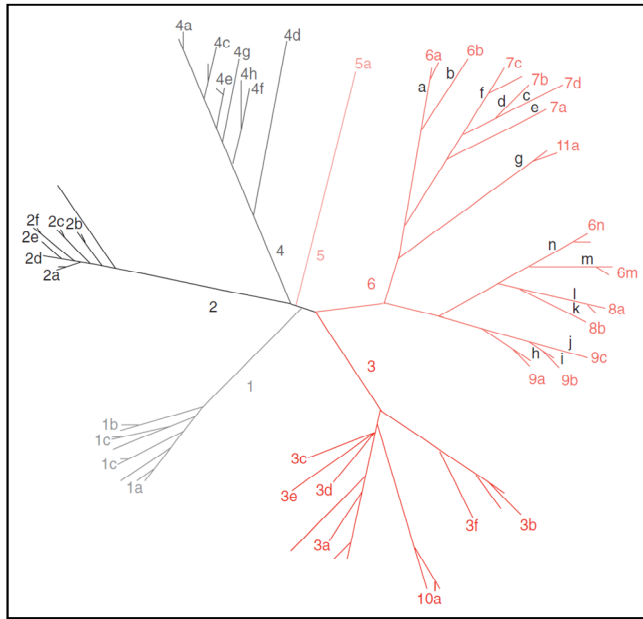 4a
4c
4g
4d
4e
4h
4f
5a
6a
6b
7c
7b
7d
7a
a
b
f
d
c
e
g
11a
2f
2c
2b
2e
2d
2a
6n
n
m
6m
l
k
8a
8b
j
h
i
9c
9a
9b
4
5
6
2
3
1
1b
1c
1c
1a
3c
3e
3d
3a
3f
3b
10a